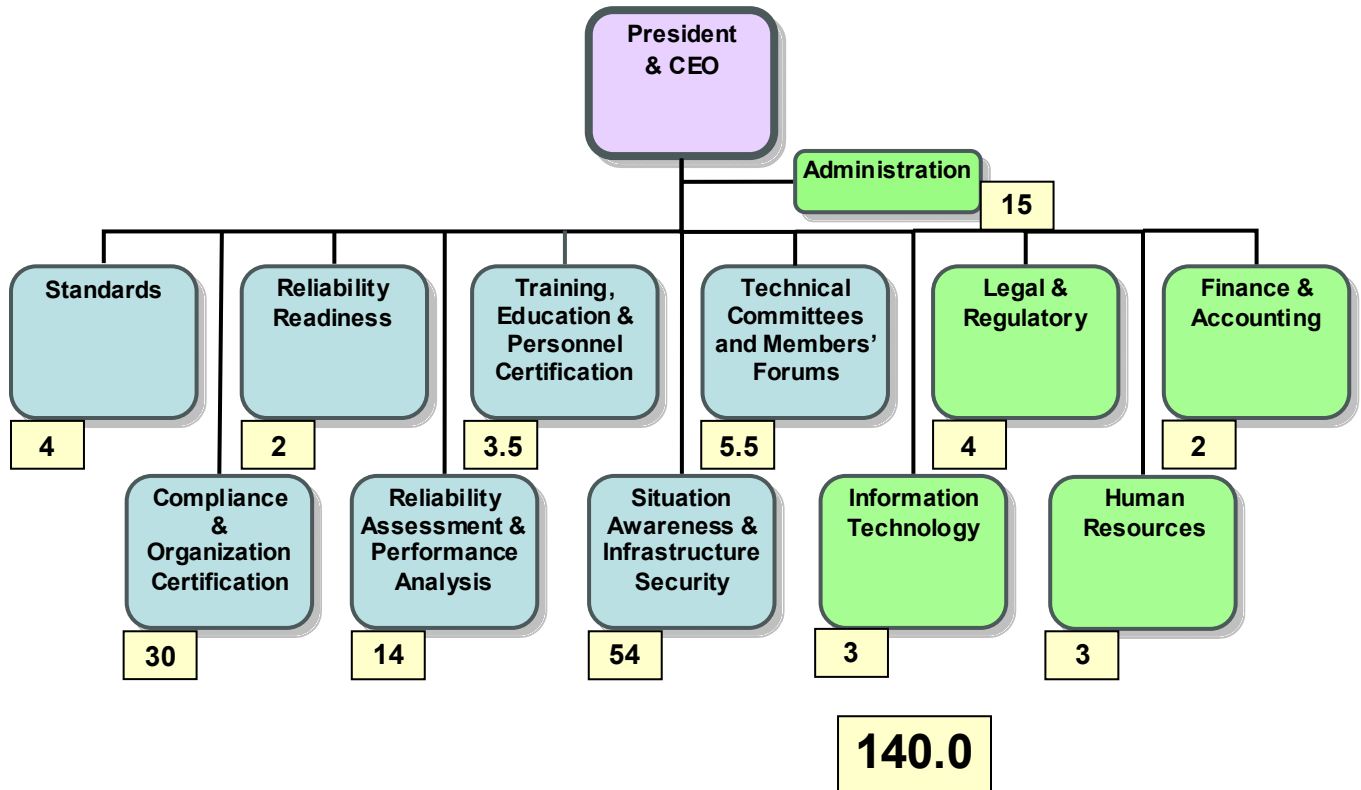 President
& CEO
Administration
15
Standards
4
Reliability
Readiness
2
Training,
Education &
Personnel
Certification
3.5
Technical
Committees
and Members’
Forums
5.5
Legal &
Regulatory
4
Finance &
Accounting
2
Compliance
&
Organization
Certification
30
Reliability
Assessment &
Performance
Analysis
14
Situation
Awareness &
Infrastructure
Security
54
Information
Technology
3
Human
Resources
3
140.0